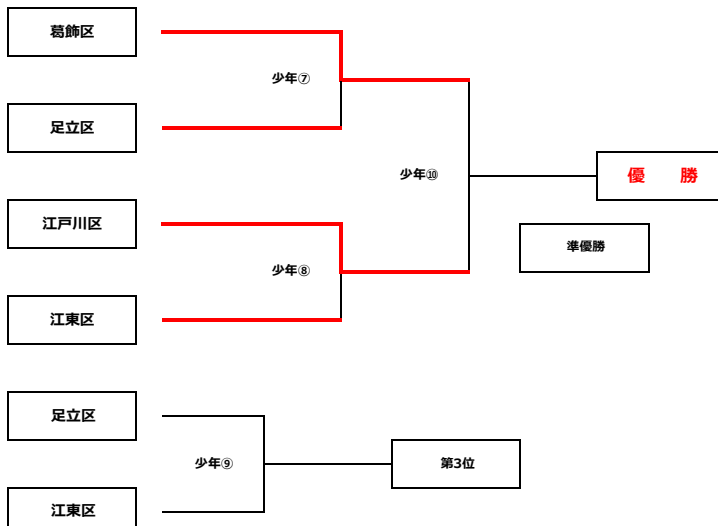 葛飾区
少年⑦
足立区
少年⑩
優　勝
江戸川区
準優勝
少年⑧
江東区
足立区
少年⑨
第3位
江東区